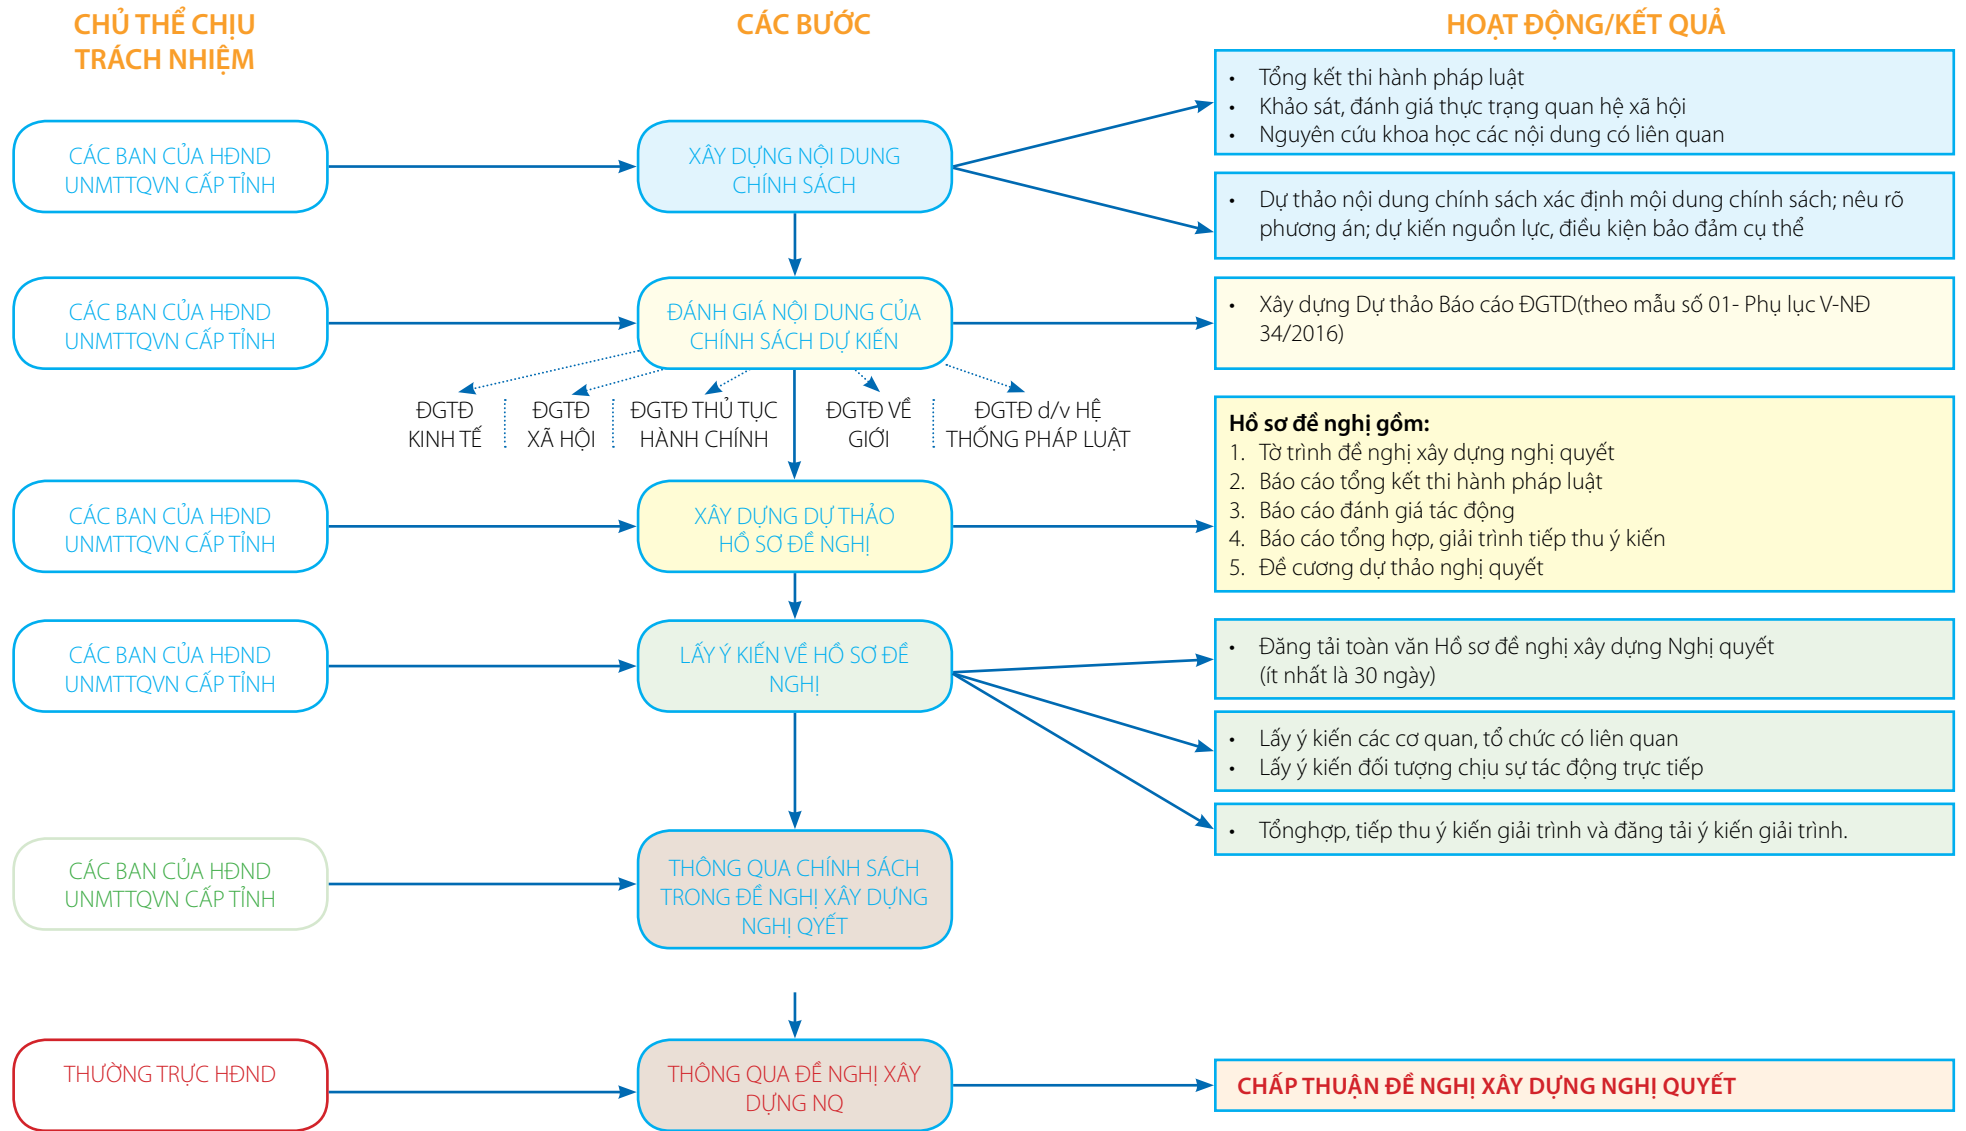 CHỦ THỂ CHỊU
TRÁCH NHIỆM
CÁC BƯỚC
HOẠT ĐỘNG/KẾT QUẢ
CÁC BAN CỦA HĐND
UNMTTQVN CẤP TỈNH
XÂY DỰNG NỘI DUNG
CHÍNH SÁCH
• Tổng kết thi hành pháp luật
• Khảo sát, đánh giá thực trạng quan hệ xã hội
• Nguyên cứu khoa học các nội dung có liên quan
• Dự thảo nội dung chính sách xác định mội dung chính sách; nêu rõ
phương án; dự kiến nguồn lực, điều kiện bảo đảm cụ thể
CÁC BAN CỦA HĐND
UNMTTQVN CẤP TỈNH
ĐÁNH GIÁ NỘI DUNG CỦA
CHÍNH SÁCH DỰ KIẾN
• Xây dựng Dự thảo Báo cáo ĐGTD(theo mẫu số 01- Phụ lục V-NĐ
34/2016)
ĐGTĐ
KINH TẾ
ĐGTĐ
XÃ HỘI
ĐGTĐ THỦ TỤC
HÀNH CHÍNH
ĐGTĐ VỀ
GIỚI
ĐGTĐ d/v HỆ
THỐNG PHÁP LUẬT
CÁC BAN CỦA HĐND
UNMTTQVN CẤP TỈNH
XÂY DỰNG DỰ THẢO
HỒ SƠ ĐỀ NGHỊ
Hồ sơ đề nghị gồm:
1. Tờ trình đề nghị xây dựng nghị quyết
2. Báo cáo tổng kết thi hành pháp luật
3. Báo cáo đánh giá tác động
4. Báo cáo tổng hợp, giải trình tiếp thu ý kiến
5. Đề cương dự thảo nghị quyết
CÁC BAN CỦA HĐND
UNMTTQVN CẤP TỈNH
LẤY Ý KIẾN VỀ HỒ SƠ ĐỀ
NGHỊ
• Đăng tải toàn văn Hồ sơ đề nghị xây dựng Nghị quyết
(ít nhất là 30 ngày)
• Lấy ý kiến các cơ quan, tổ chức có liên quan
• Lấy ý kiến đối tượng chịu sự tác động trực tiếp
• Tổnghợp, tiếp thu ý kiến giải trình và đăng tải ý kiến giải trình.
CÁC BAN CỦA HĐND
UNMTTQVN CẤP TỈNH
THÔNG QUA CHÍNH SÁCH
TRONG ĐỀ NGHỊ XÂY DỰNG
NGHỊ QYẾT
THƯỜNG TRỰC HĐND
THÔNG QUA ĐỀ NGHỊ XÂY
DỰNG NQ
CHẤP THUẬN ĐỀ NGHỊ XÂY DỰNG NGHỊ QUYẾT